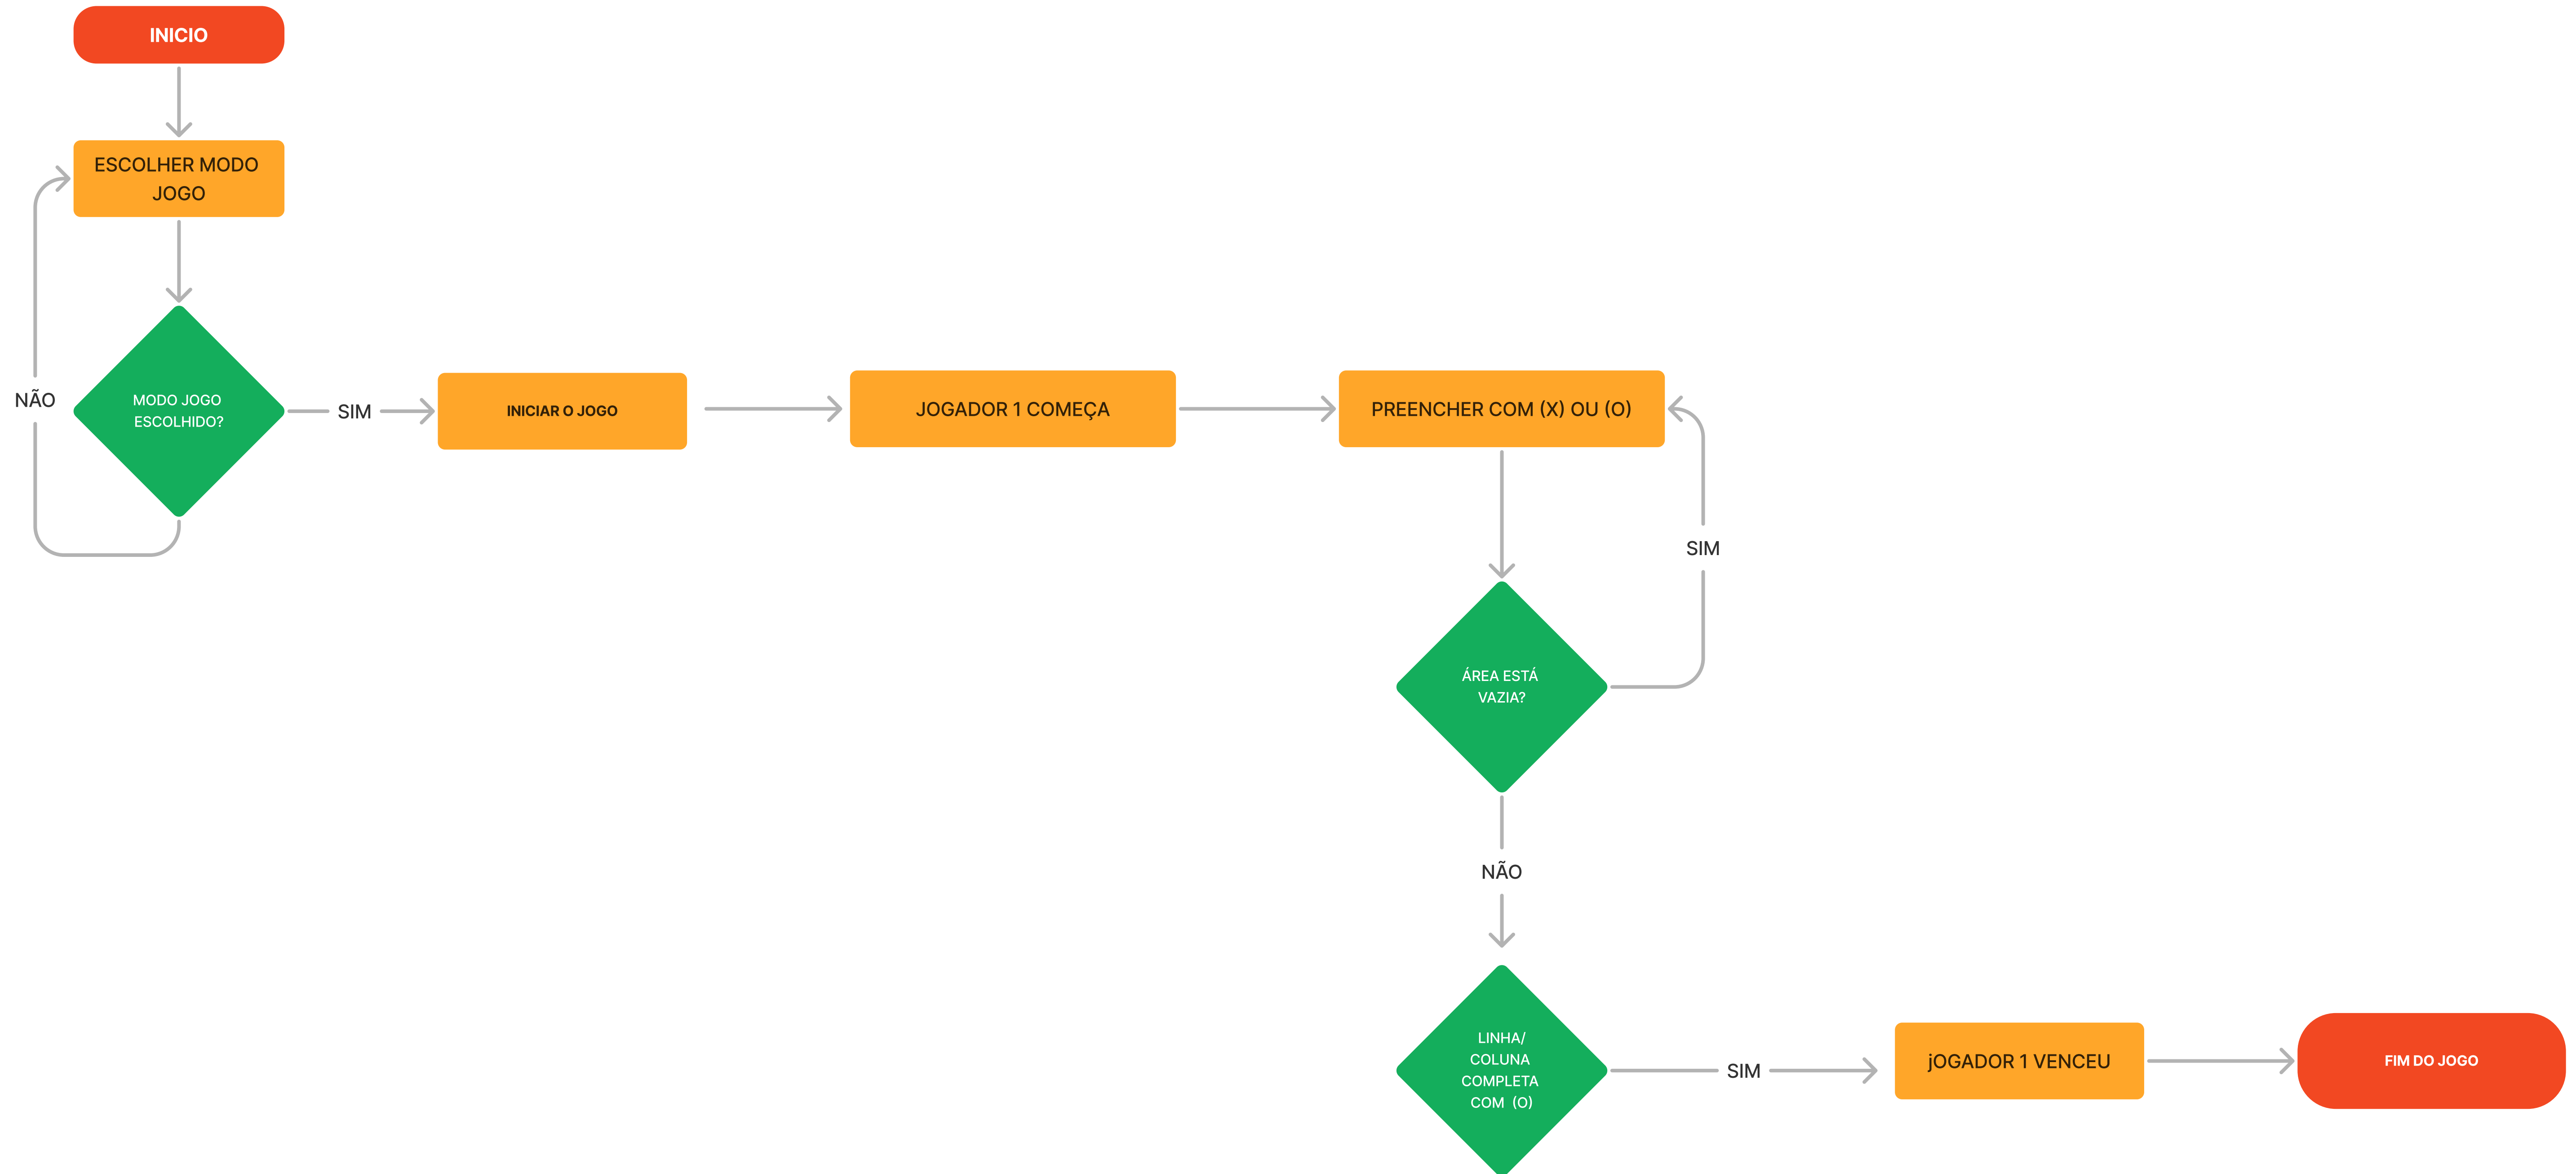 INICIO
ESCOLHER MODO
JOGO
NÃO
MODO JOGO
ESCOLHIDO?
SIM
INICIAR O JOGO
JOGADOR 1 COMEÇA
PREENCHER COM (X) OU (O)
SIM
ÁREA ESTÁ
VAZIA?
NÃO
LINHA/
COLUNA
COMPLETA
COM (O)
SIM
jOGADOR 1 VENCEU
FIM DO JOGO